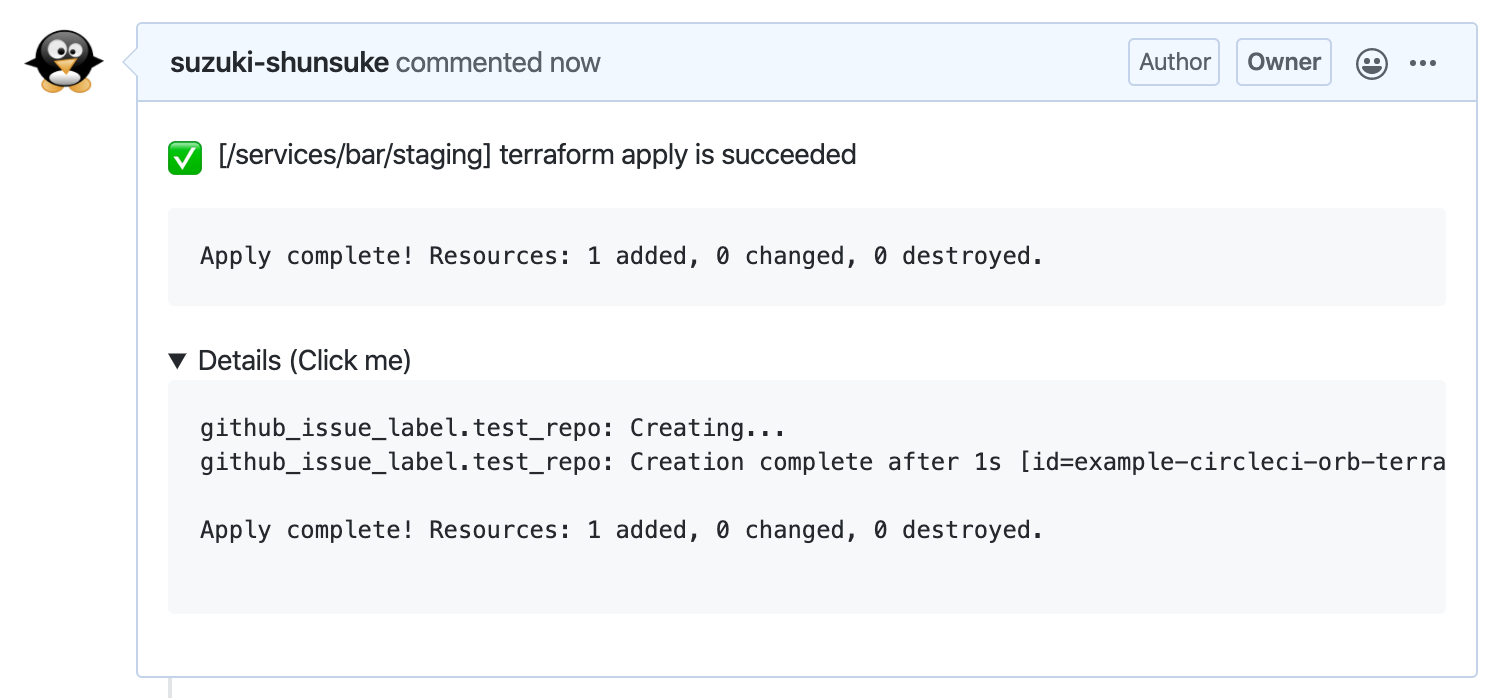 suzuki-shunsuke commented now Author Owner
[/services/bar/staging] terraform apply is succeeded
Apply complete! Resources: 1 added, 0 changed, 0 destroyed.
Details (Click me)
github_issue_label.test_repo: Creating...
github_issue_label.test_repo: Creation complete after 1s [id=example-circleci-orb-terra
Apply complete! Resources: 1 added, 0 changed, 0 destroyed.